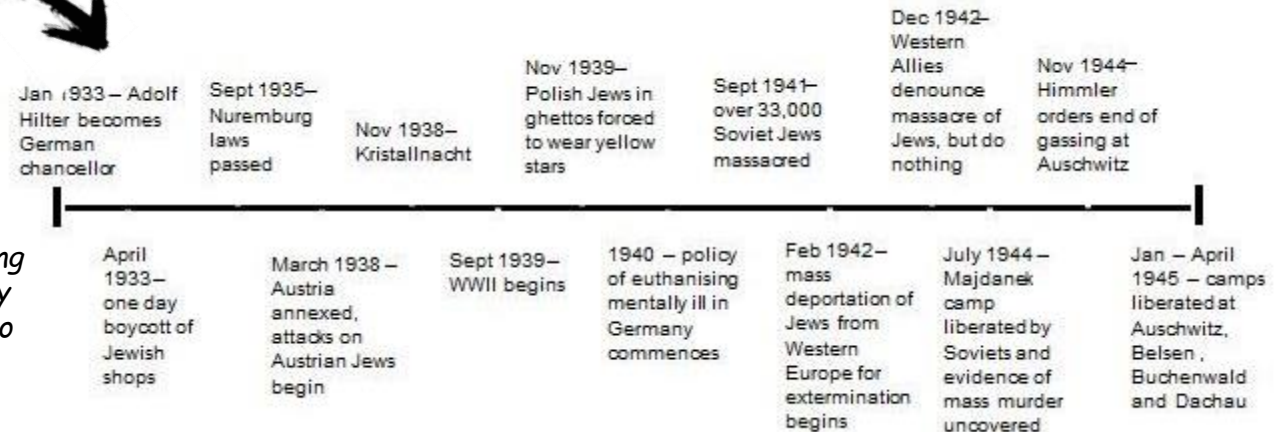 Jan 1933 – Adolf
Hilter becomes
German
chancellor
April
1933–
one day
boycott of
Jewish
shops
Sept 1935–
Nuremburg
laws
passed
March 1938 –
Austria
annexed,
attacks on
Austrian Jews
begin
Nov 1938–
Kristallnacht
Sept 1939–
WWII begins
Nov 1939–
Polish Jews in
ghettos forced
to wear yellow
stars
1940 – policy
of euthanising
mentally ill in
Germany
commences
Sept 1941–
over 33,000
Soviet Jews
massacred
Feb 1942–
mass
deportation of
Jews from
Western
Europe for
extermination
begins
Dec 1942–
Western
Allies
denounce
massacre of
Jews, but do
nothing
July 1944 –
Majdanek
camp
liberated by
Soviets and
evidence of
mass murder
uncovered
Nov 1944–
Himmler
orders end of
gassing at
Auschwitz
Jan – April
1945 – camps
liberated at
Auschwitz,
Belsen ,
Buchenwald
and Dachau